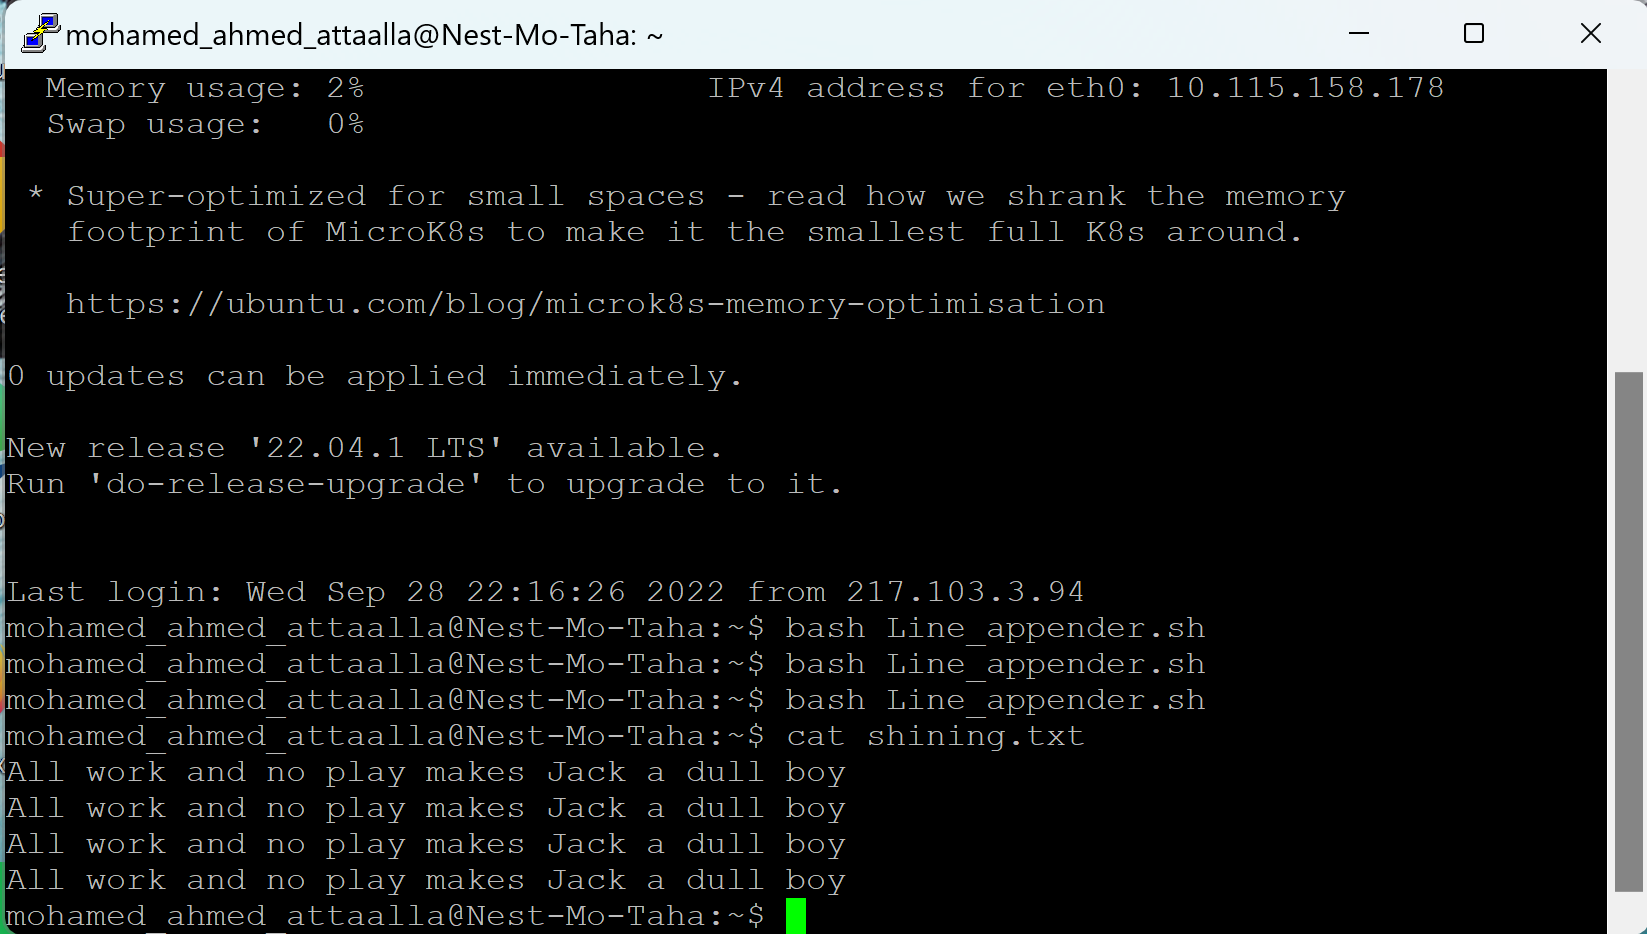 mohamed_ahmed_attaalla@Nest-Mo-Taha: ~
Memory usage: 2% IPv4 address for eth0: 10.115.158.178
Swap usage: 0%
* Super-optimized for small spaces - read how we shrank the memory
footprint of MicroK8s to make it the smallest full K8s around.
https://ubuntu.com/blog/microk8s-memory-optimisation
0 updates can be applied immediately.
New release '22.04.1 LTS' available.
Run 'do-release-upgrade' to upgrade to it.
Last login: Wed Sep 28 22:16:26 2022 from 217.103.3.94
mohamed_ahmed_attaalla@Nest-Mo-Taha:~$ bash Line_appender.sh
mohamed_ahmed_attaalla@Nest-Mo-Taha:~$ bash Line_appender.sh
mohamed_ahmed_attaalla@Nest-Mo-Taha:~$ bash Line_appender.sh
mohamed_ahmed_attaalla@Nest-Mo-Taha:~$ cat shining.txt
All work and no play makes Jack a dull boy
All work and no play makes Jack a dull boy
All work and no play makes Jack a dull boy
All work and no play makes Jack a dull boy
mohamed_ahmed_attaalla@Nest-Mo-Taha:~$